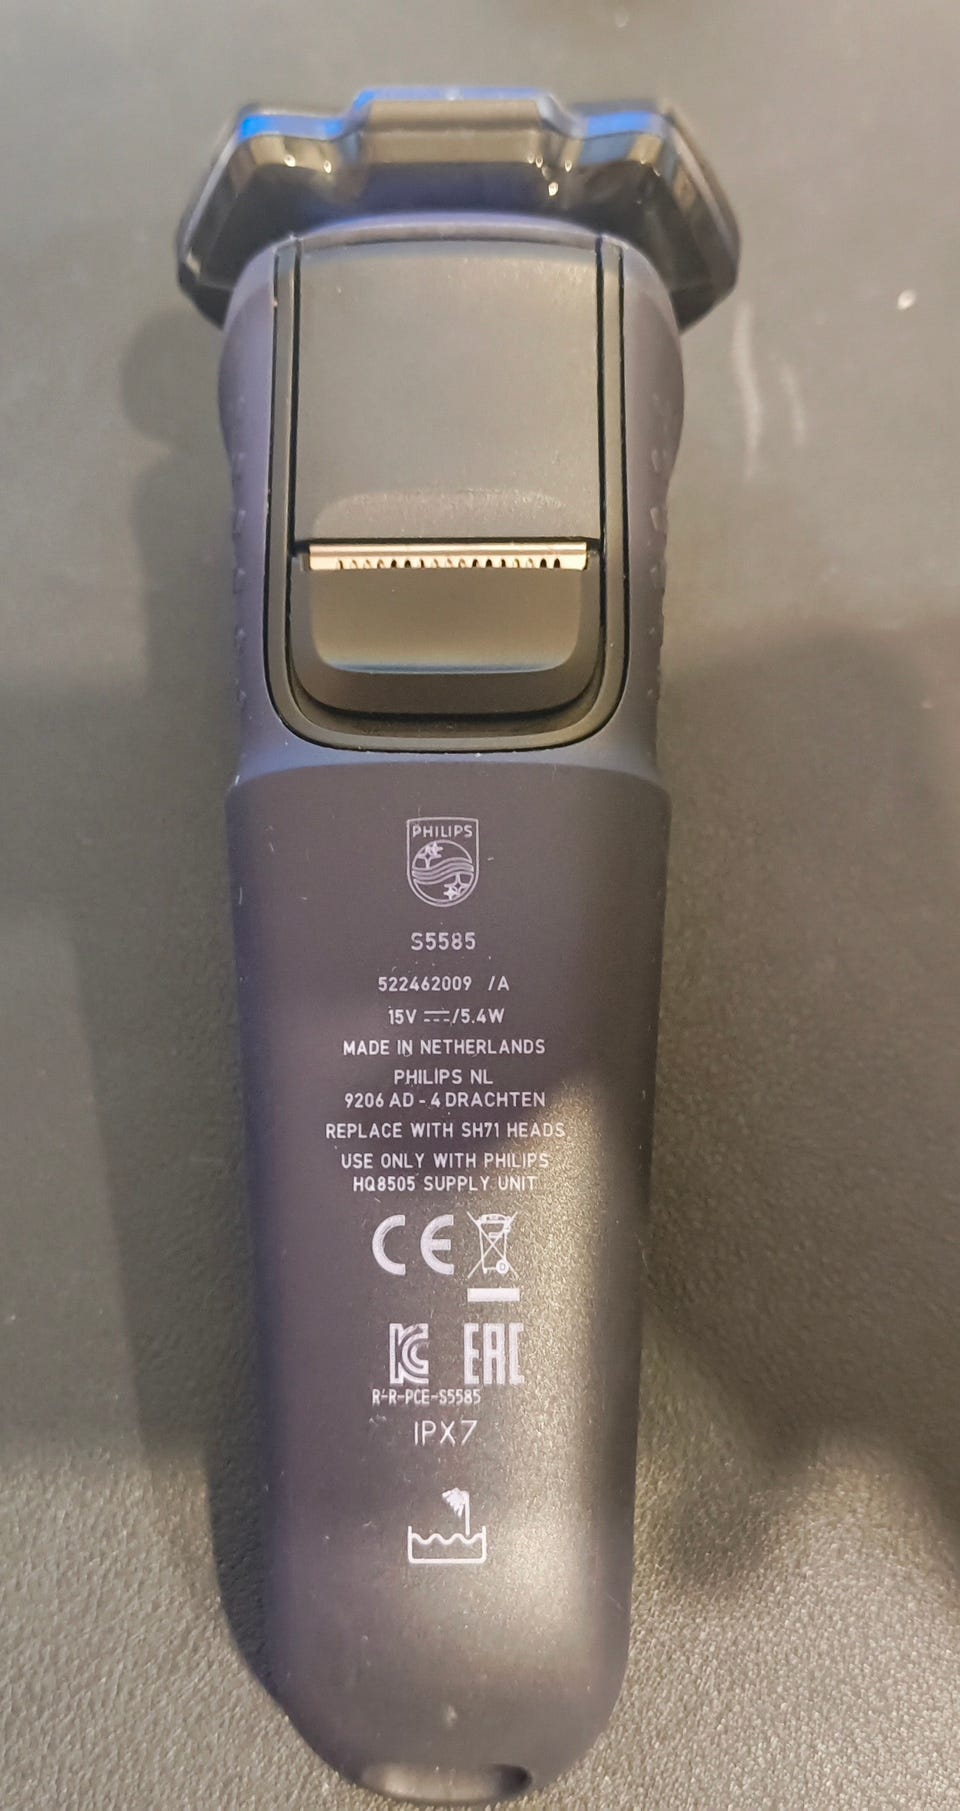 PHILIPS
S5585
522462009 /A
15V ⎓/5.4W
MADE IN NETHERLANDS
PHILIPS NL
9206 AD - 4 DRACHTEN
REPLACE WITH SH71 HEADS
USE ONLY WITH PHILIPS
HQ8505 SUPPLY UNIT
CE
KC EAC
R-R-PCE-S5585
IPX7